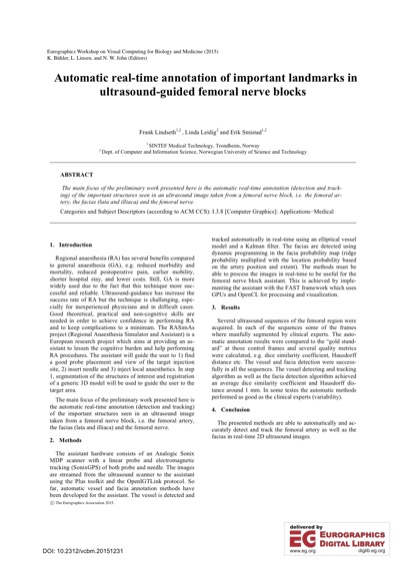 Eurographics Workshop on Visual Computing for Biology and Medicine (2015)
K. Bühler, L. Linsen, and N. W. John (Editors)
Automatic real-time annotation of important landmarks in
ultrasound-guided femoral nerve blocks
Frank Lindseth1,2, Linda Leidig2 and Erik Smistad1,2
1 SINTEF Medical Technology, Trondheim, Norway
2 Dept. of Computer and Information Science, Norwegian University of Science and Technology
ABSTRACT
The main focus of the preliminary work presented here is the automatic real-time annotation (detection and track-
ing) of the important structures seen in an ultrasound image taken from a femoral nerve block, i.e. the femoral ar-
tery, the facias (lata and illiaca) and the femoral nerve.
Categories and Subject Descriptors (according to ACM CCS): I.3.8 [Computer Graphics]: Applications–Medical
1. Introduction
Regional anaesthesia (RA) has several benefits compared
to general anaesthesia (GA), e.g. reduced morbidity and
mortality, reduced postoperative pain, earlier mobility,
shorter hospital stay, and lower costs. Still, GA is more
widely used due to the fact that this technique more suc-
cessful and reliable. Ultrasound-guidance has increase the
success rate of RA but the technique is challenging, espe-
cially for inexperienced physicians and in difficult cases.
Good theoretical, practical and non-cognitive skills are
needed in order to achieve confidence in performing RA
and to keep complications to a minimum. The RASimAs
project (Regional Anaesthesia Simulator and Assistant) is a
European research project which aims at providing an as-
sistant to lessen the cognitive burden and help performing
RA procedures. The assistant will guide the user to 1) find
a good probe placement and view of the target injection
site, 2) insert needle and 3) inject local anesthetics. In step
1, segmentation of the structures of interest and registration
of a generic 3D model will be used to guide the user to the
target area.
The main focus of the preliminary work presented here is
the automatic real-time annotation (detection and tracking)
of the important structures seen in an ultrasound image
taken from a femoral nerve block, i.e. the femoral artery,
the facias (lata and illiaca) and the femoral nerve.
2. Methods
The assistant hardware consists of an Analogic Sonix
MDP scanner with a linear probe and electromagnetic
tracking (SonixGPS) of both probe and needle. The images
are streamed from the ultrasound scanner to the assistant
using the Plus toolkit and the OpenIGTLink protocol. So
far, automatic vessel and facia annotation methods have
been developed for the assistant. The vessel is detected and
© The Eurographics Association 2015.
tracked automatically in real-time using an elliptical vessel
model and a Kalman filter. The facias are detected using
dynamic programming in the facia probability map (ridge
probability multiplied with the location probability based
on the artery position and extent). The methods must be
able to process the images in real-time to be useful for the
femoral nerve block assistant. This is achieved by imple-
menting the assistant with the FAST framework which uses
GPUs and OpenCL for processing and visualization.
3. Results
Several ultrasound sequences of the femoral region were
acquired. In each of the sequences some of the frames
where manfully segmented by clinical experts. The auto-
matic annotation results were compared to the “gold stand-
ard” at those control frames and several quality metrics
were calculated, e.g. dice similarity coefficient, Hausdorff
distance etc. The vessel and facia detection were success-
fully in all the sequences. The vessel detecting and tracking
algorithm as well as the facia detection algorithm achieved
an average dice similarity coefficient and Hausdorff dis-
tance around 1 mm. In some testes the automatic methods
performed as good as the clinical experts (variability).
4. Conclusion
The presented methods are able to automatically and ac-
curately detect and track the femoral artery as well as the
facias in real-time 2D ultrasound images.
DOI: 10.2312/vcbm.20151231
delivered by
EG EUROGRAPHICS
DIGITAL LIBRARY
www.eg.org diglib.eg.org